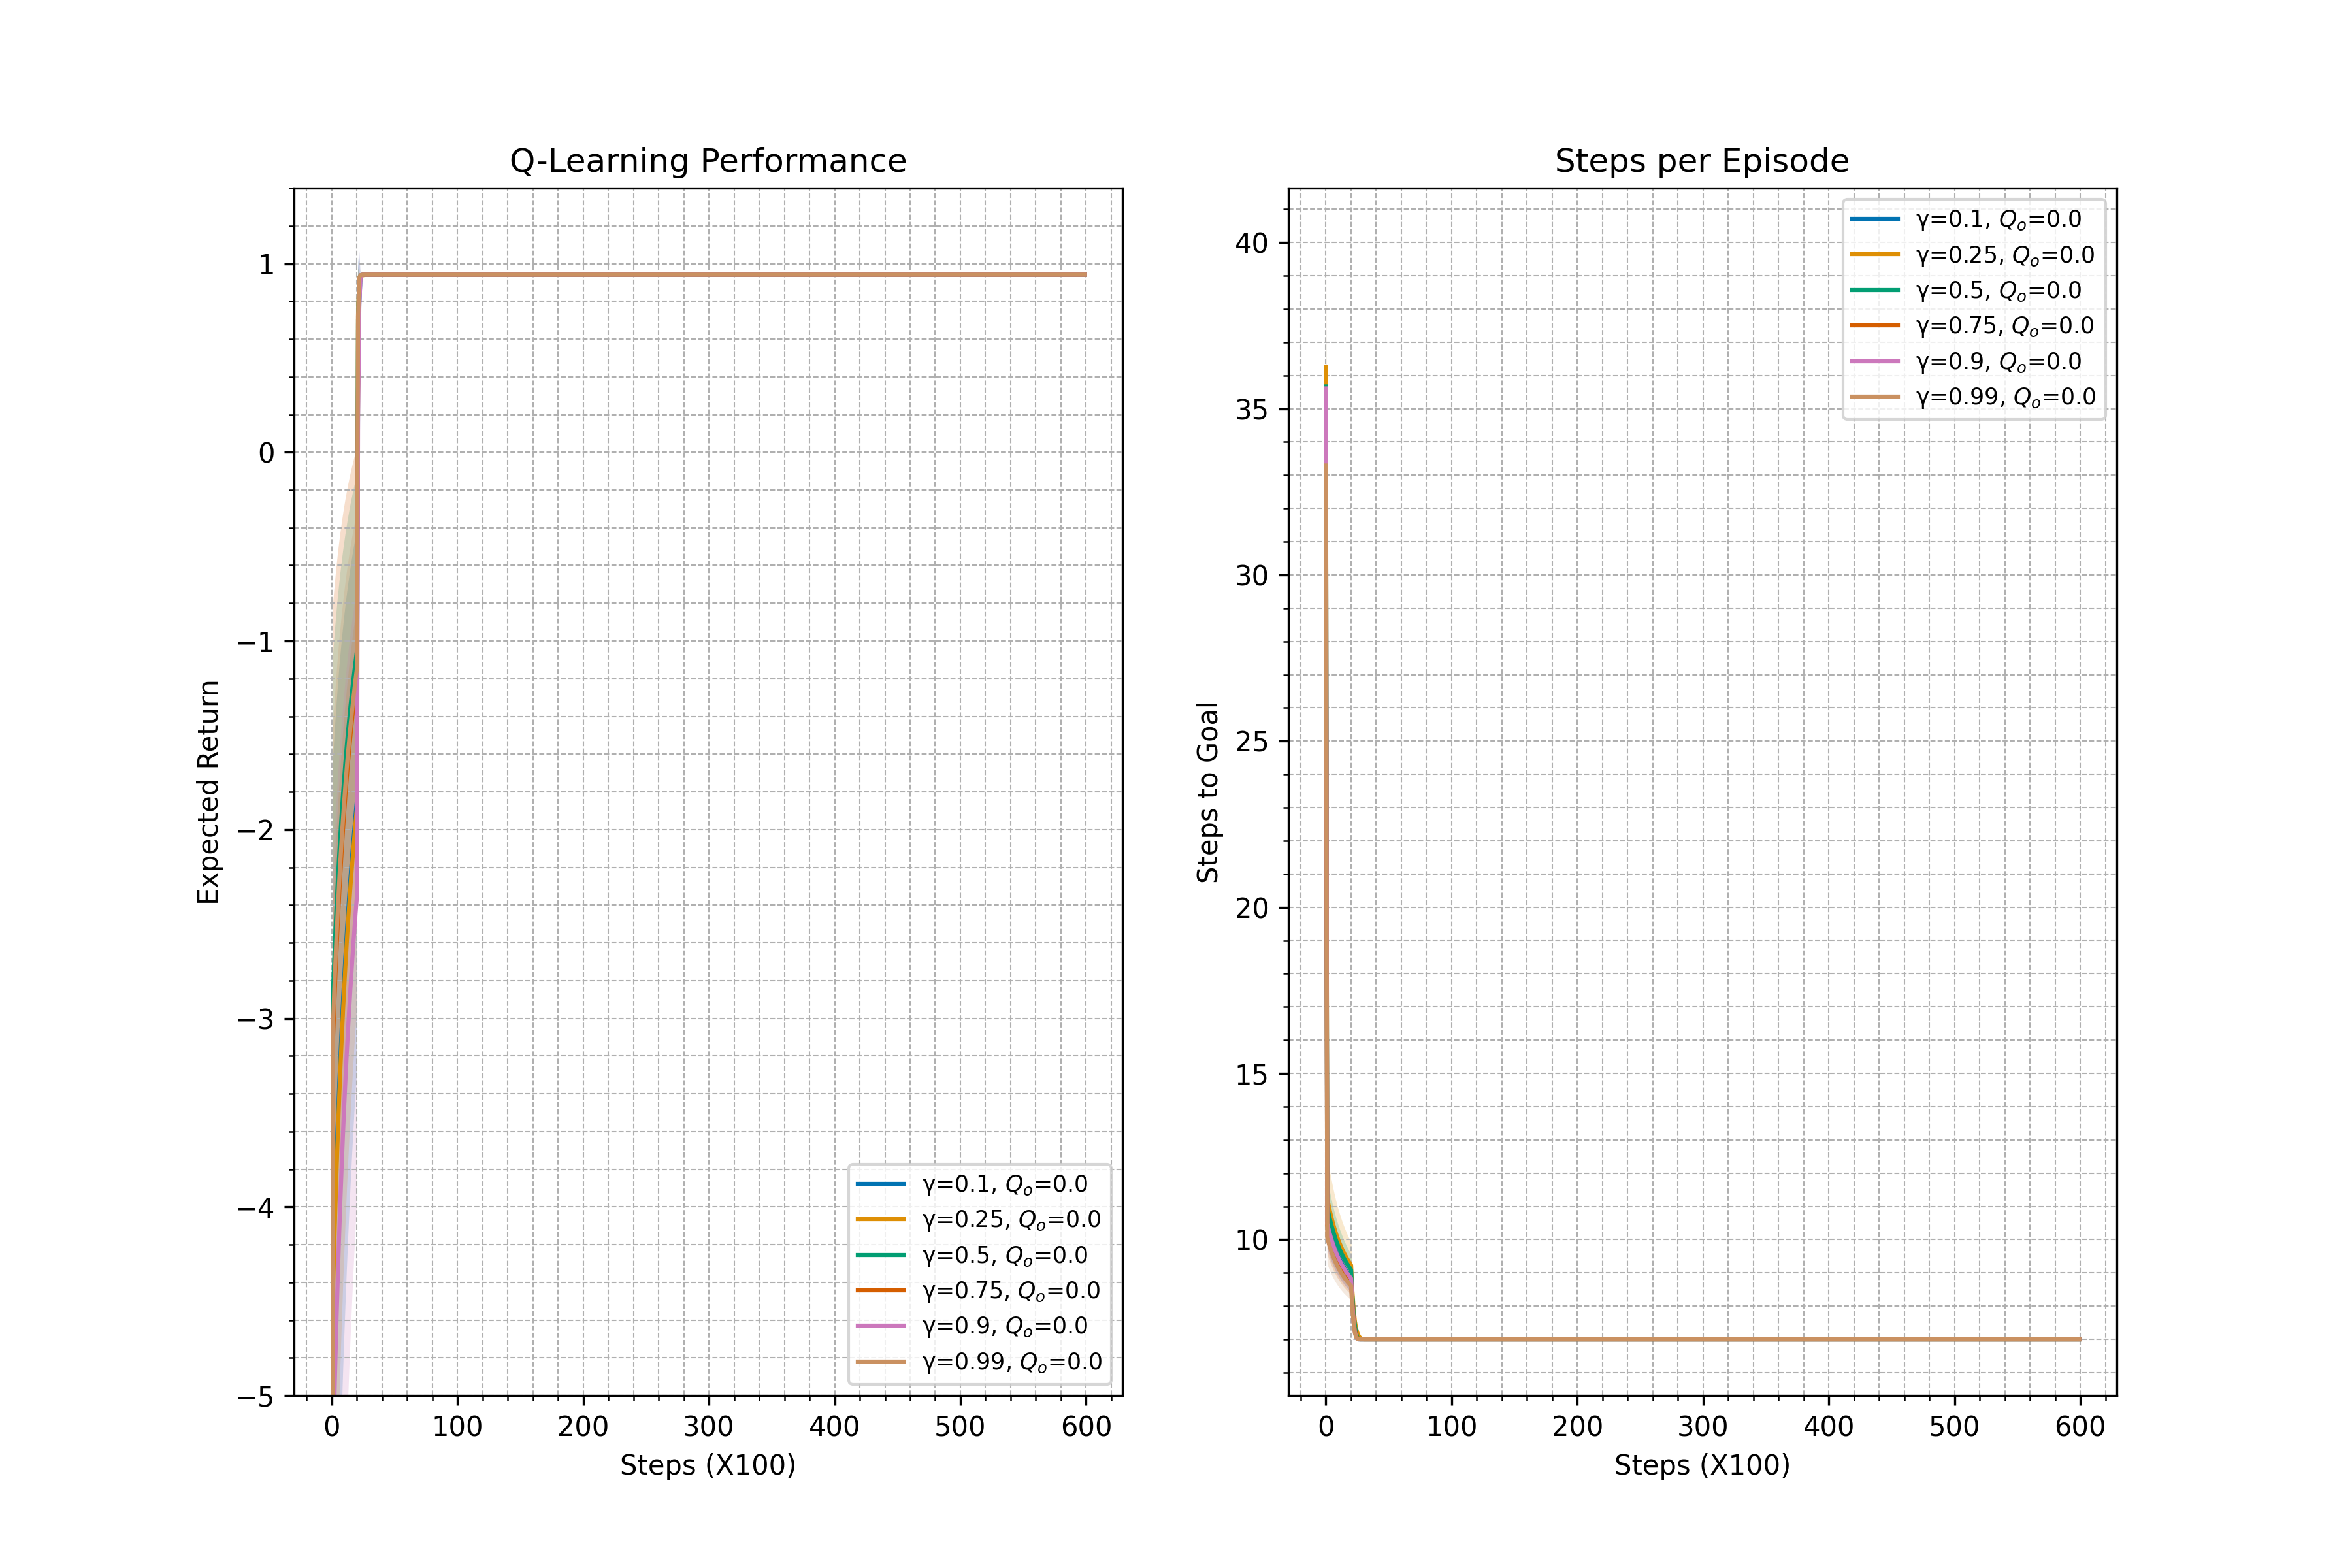 Q-Learning Performance
Expected Return
1
0
−1
−2
−3
−4
−5
0 100 200 300 400 500 600
Steps (X100)
γ=0.1, Qₒ=0.0
γ=0.25, Qₒ=0.0
γ=0.5, Qₒ=0.0
γ=0.75, Qₒ=0.0
γ=0.9, Qₒ=0.0
γ=0.99, Qₒ=0.0
Steps per Episode
Steps to Goal
40
35
30
25
20
15
10
0 100 200 300 400 500 600
Steps (X100)
γ=0.1, Qₒ=0.0
γ=0.25, Qₒ=0.0
γ=0.5, Qₒ=0.0
γ=0.75, Qₒ=0.0
γ=0.9, Qₒ=0.0
γ=0.99, Qₒ=0.0